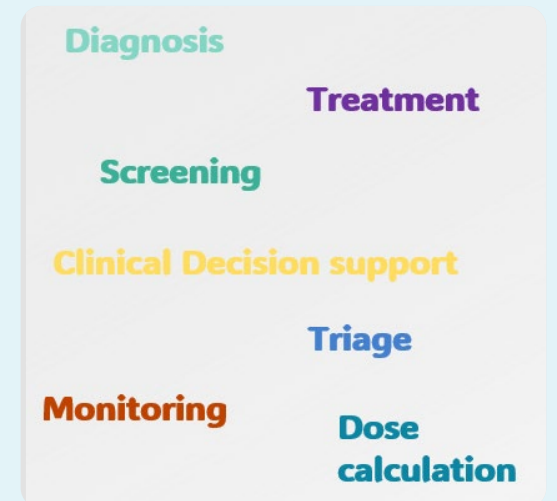 Diagnosis
Treatment
Screening
Clinical Decision support
Triage
Monitoring
Dose
calculation